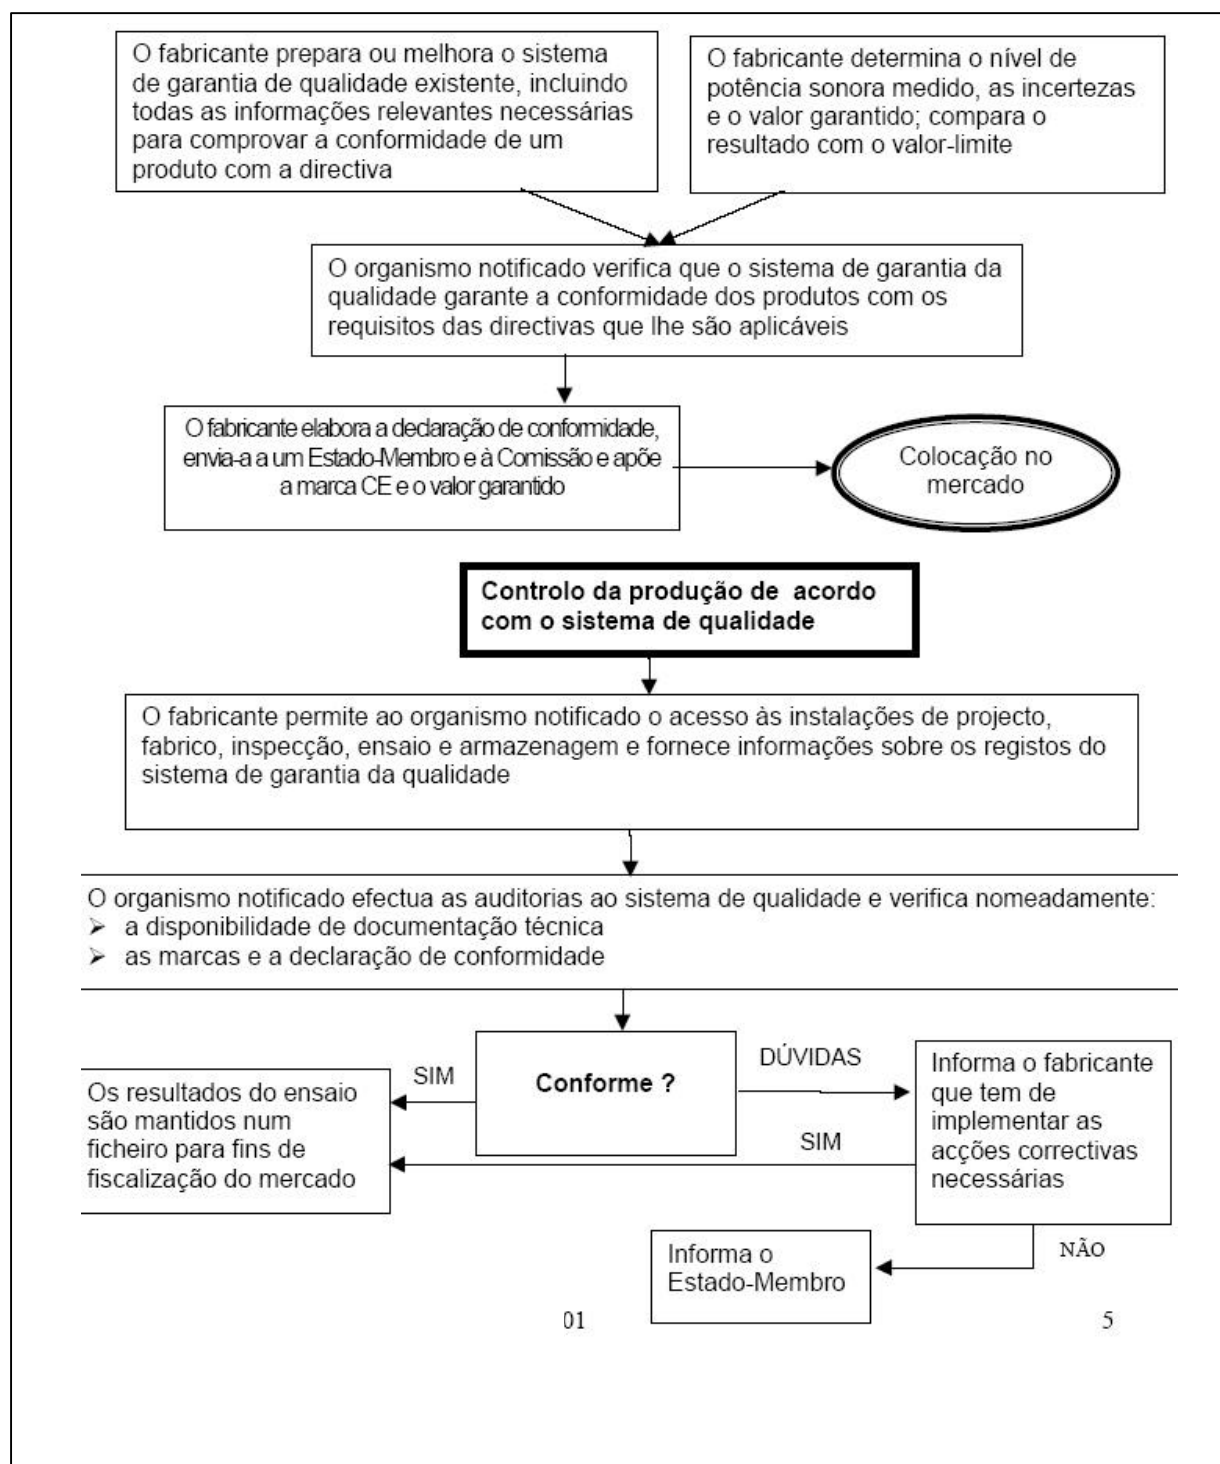 O fabricante prepara ou melhora o sistema
de garantia de qualidade existente, incluindo
todas as informações relevantes necessárias
para comprovar a conformidade de um
produto com a directiva
O fabricante determina o nível de
potência sonora medido, as incertezas
e o valor garantido; compara o
resultado com o valor-limite
O organismo notificado verifica que o sistema de garantia da
qualidade garante a conformidade dos produtos com os
requisitos das directivas que lhe são aplicáveis
O fabricante elabora a declaração de conformidade,
envia-a a um Estado-Membro e à Comissão e apõe
a marca CE e o valor garantido
Colocação no
mercado
Controlo da produção de acordo
com o sistema de qualidade
O fabricante permite ao organismo notificado o acesso às instalações de projecto,
fabrico, inspecção, ensaio e armazenagem e fornece informações sobre os registos do
sistema de garantia da qualidade
O organismo notificado efectua as auditorias ao sistema de qualidade e verifica nomeadamente:
➢ a disponibilidade de documentação técnica
➢ as marcas e a declaração de conformidade
Conforme ?
SIM
DÚVIDAS
Os resultados do ensaio
são mantidos num
ficheiro para fins de
fiscalização do mercado
Informa o fabricante
que tem de
implementar as
acções correctivas
necessárias
SIM
NÃO
Informa o
Estado-Membro
01
5